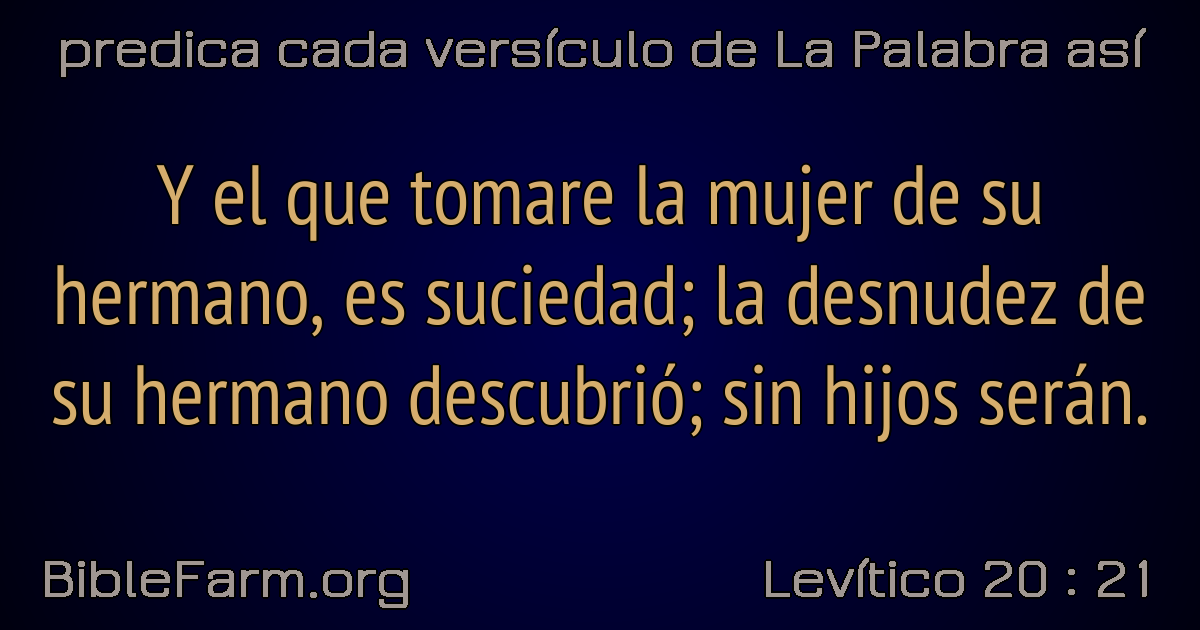 predica cada versículo de La Palabra así
Y el que tomare la mujer de su
hermano, es suciedad; la desnudez de
su hermano descubrió; sin hijos serán.
BibleFarm.org
Levítico 20 : 21